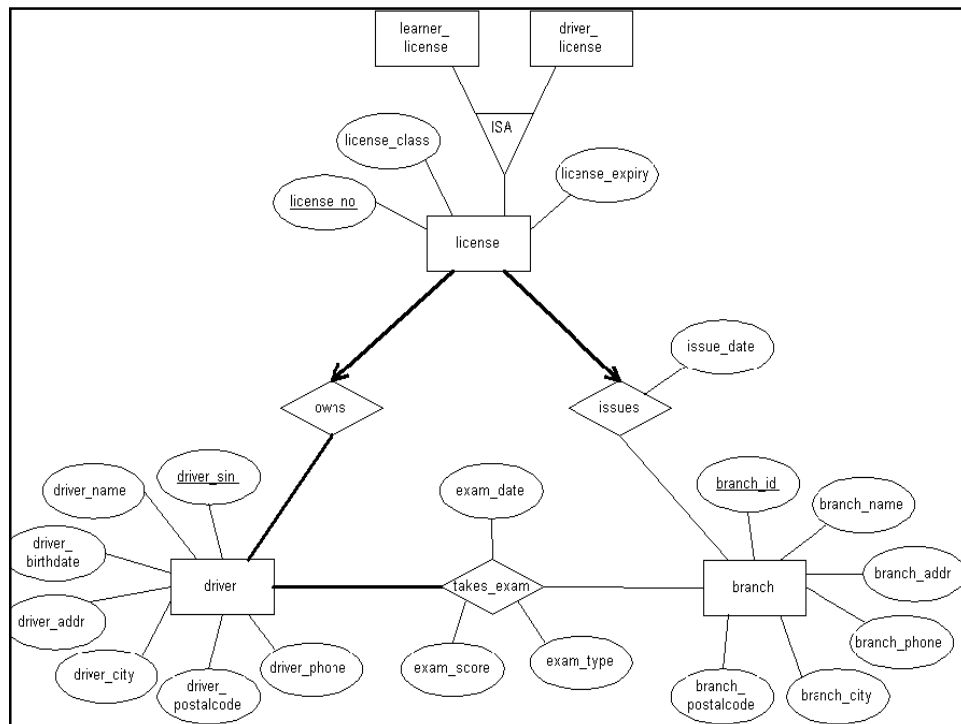 learner_
license
driver_
license
ISA
license_class
license_expiry
license_no
license
issue_date
owns
issues
driver_name
driver_sin
exam_date
branch_id
branch_name
driver_
birthdate
driver
takes_exam
branch
branch_addr
driver_addr
driver_city
driver_
postalcode
driver_phone
exam_score
exam_type
branch_
postalcode
branch_city
branch_phone